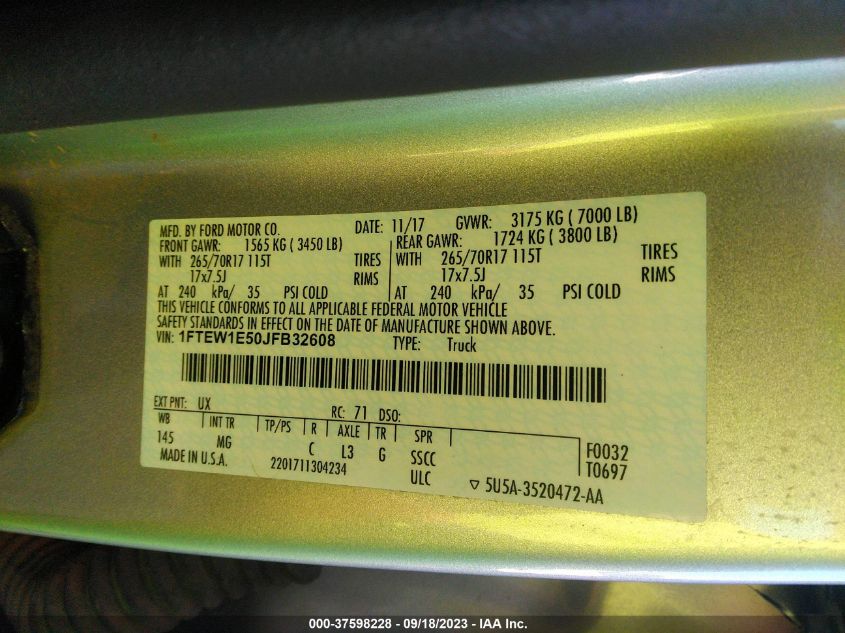 MFD. BY FORD MOTOR CO. DATE: 11/17 GVWR: 3175 KG ( 7000 LB)
FRONT GAWR: 1565 KG ( 3450 LB) REAR GAWR: 1724 KG ( 3800 LB)
WITH 265/70R17 115T TIRES WITH 265/70R17 115T TIRES
17x7.5J RIMS 17x7.5J RIMS
AT 240 kPa/ 35 PSI COLD AT 240 kPa/ 35 PSI COLD
THIS VEHICLE CONFORMS TO ALL APPLICABLE FEDERAL MOTOR VEHICLE
SAFETY STANDARDS IN EFFECT ON THE DATE OF MANUFACTURE SHOWN ABOVE.
VIN: 1FTEW1E50JFB32608 TYPE: Truck
EXT PNT: UX RC: 71 DSO:
WB INT TR TP/PS R AXLE TR SPR
145 MG C L3 G SSCC F0032
MADE IN U.S.A. 2201711304234 ULC T0697
▽ 5U5A-3520472-AA
000-37598228 - 09/18/2023 - IAA Inc.